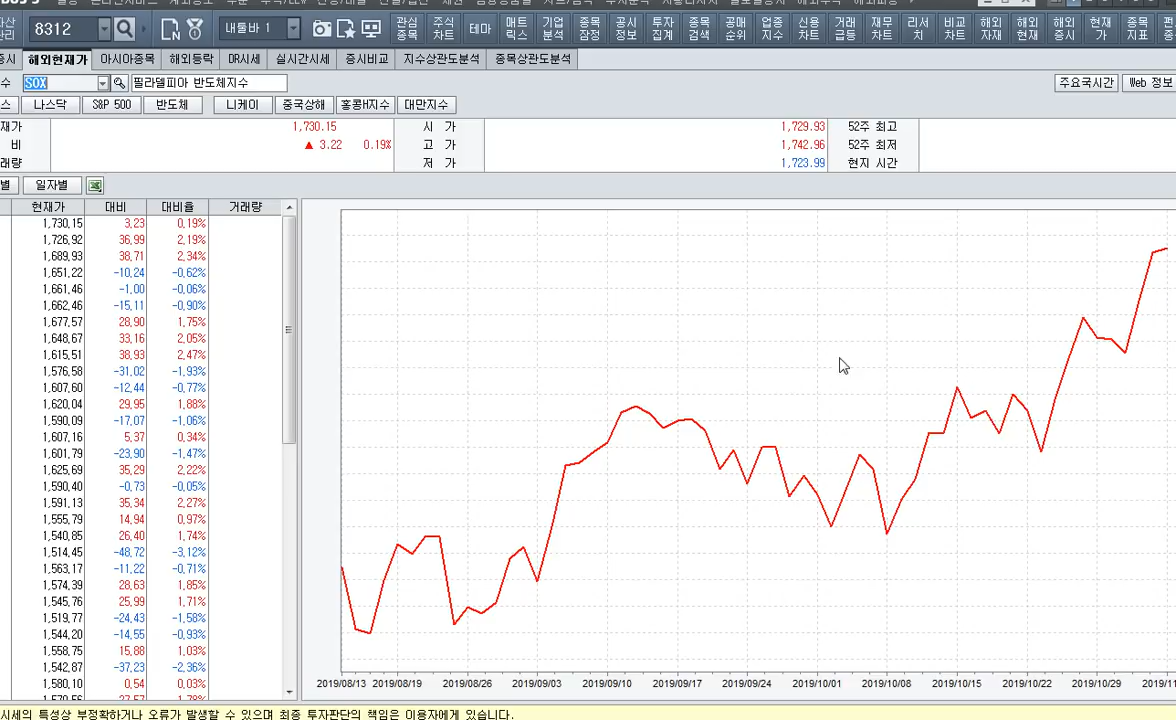 8312 내툴바 1 관심종목 주식차트 테마 매트릭스 기업분석 종목잠정 공시정보 투자집계 종목검색 공매순위 업종지수 신용차트 거래급등 재무차트 리서치 비교차트 해외자재 해외현재 해외증시 현재가 종목지표
해외현재가 아시아종목 해외등락 DR시세 실시간시세 증시비교 지수상관도분석 종목상관도분석
수 SOX 필라델피아 반도체지수 주요국시간 Web 정보
스 나스닥 S&P 500 반도체 니케이 중국상해 홍콩H지수 대만지수
재가 1,730.15 시 가 1,729.93 52주 최고
비 ▲ 3.22 0.19% 고 가 1,742.96 52주 최저
래량 저 가 1,723.99 현지 시간
별 일자별
현재가 대비 대비율 거래량
1,730.15 3.23 0.19%
1,726.92 36.99 2.19%
1,689.93 38.71 2.34%
1,651.22 -10.24 -0.62%
1,661.46 -1.00 -0.06%
1,662.46 -15.11 -0.90%
1,677.57 28.90 1.75%
1,648.67 33.16 2.05%
1,615.51 38.93 2.47%
1,576.58 -31.02 -1.93%
1,607.60 -12.44 -0.77%
1,620.04 29.95 1.88%
1,590.09 -17.07 -1.06%
1,607.16 5.37 0.34%
1,601.79 -23.90 -1.47%
1,625.69 35.29 2.22%
1,590.40 -0.73 -0.05%
1,591.13 35.34 2.27%
1,555.79 14.94 0.97%
1,540.85 26.40 1.74%
1,514.45 -48.72 -3.12%
1,563.17 -11.22 -0.71%
1,574.39 28.63 1.85%
1,545.76 25.99 1.71%
1,519.77 -24.43 -1.58%
1,544.20 -14.55 -0.93%
1,558.75 15.88 1.03%
1,542.87 -37.23 -2.36%
1,580.10 0.54 0.03%
2019/08/13 2019/08/19 2019/08/26 2019/09/03 2019/09/10 2019/09/17 2019/09/24 2019/10/01 2019/10/08 2019/10/15 2019/10/22 2019/10/29 2019/11
시세의 특성상 부정확하거나 오류가 발생할 수 있으며 최종 투자판단의 책임은 이용자에게 있습니다.